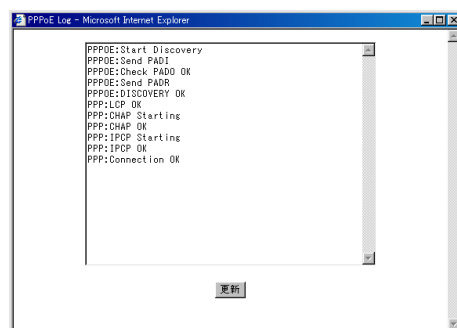 PPPoE Log - Microsoft Internet Explorer
PPPOE:Start Discovery
PPPOE:Send PADI
PPPOE:Check PADO OK
PPPOE:Send PADR
PPPOE:DISCOVERY OK
PPP:LCP OK
PPP:CHAP Starting
PPP:CHAP OK
PPP:IPCP Starting
PPP:IPCP OK
PPP:Connection OK
更新